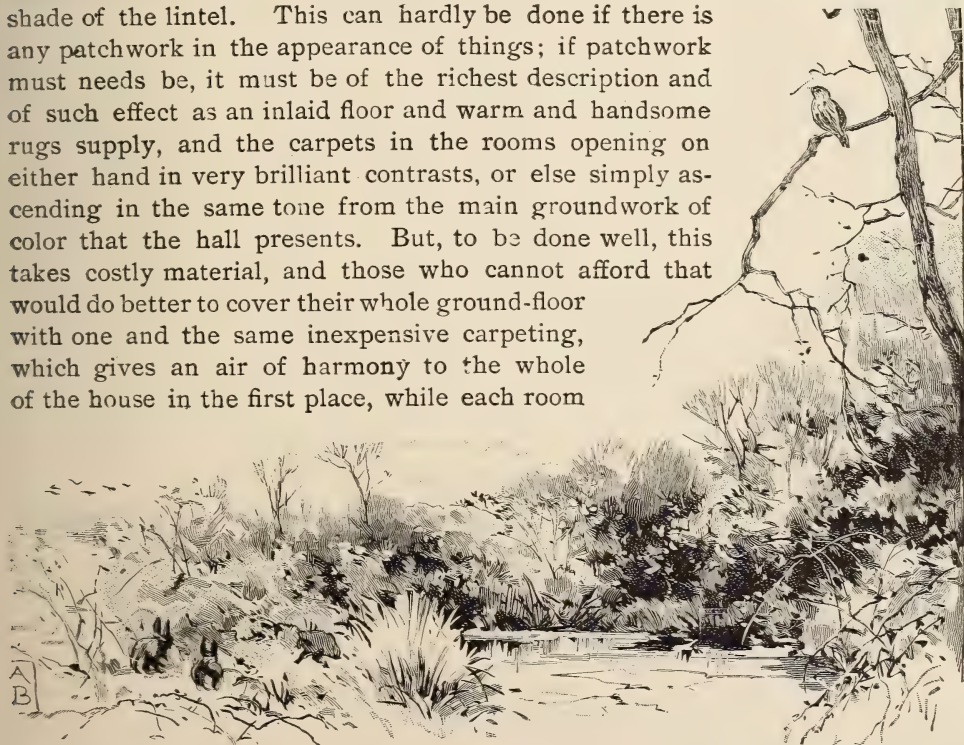 shade of the lintel. This can hardly be done if there is
any patchwork in the appearance of things; if patchwork
must needs be, it must be of the richest description and
of such effect as an inlaid floor and warm and handsome
rugs supply, and the carpets in the rooms opening on
either hand in very brilliant contrasts, or else simply as-
cending in the same tone from the main groundwork of
color that the hall presents. But, to be done well, this
takes costly material, and those who cannot afford that
would do better to cover their whole ground-floor
with one and the same inexpensive carpeting,
which gives an air of harmony to the whole
of the house in the first place, while each room
A
B